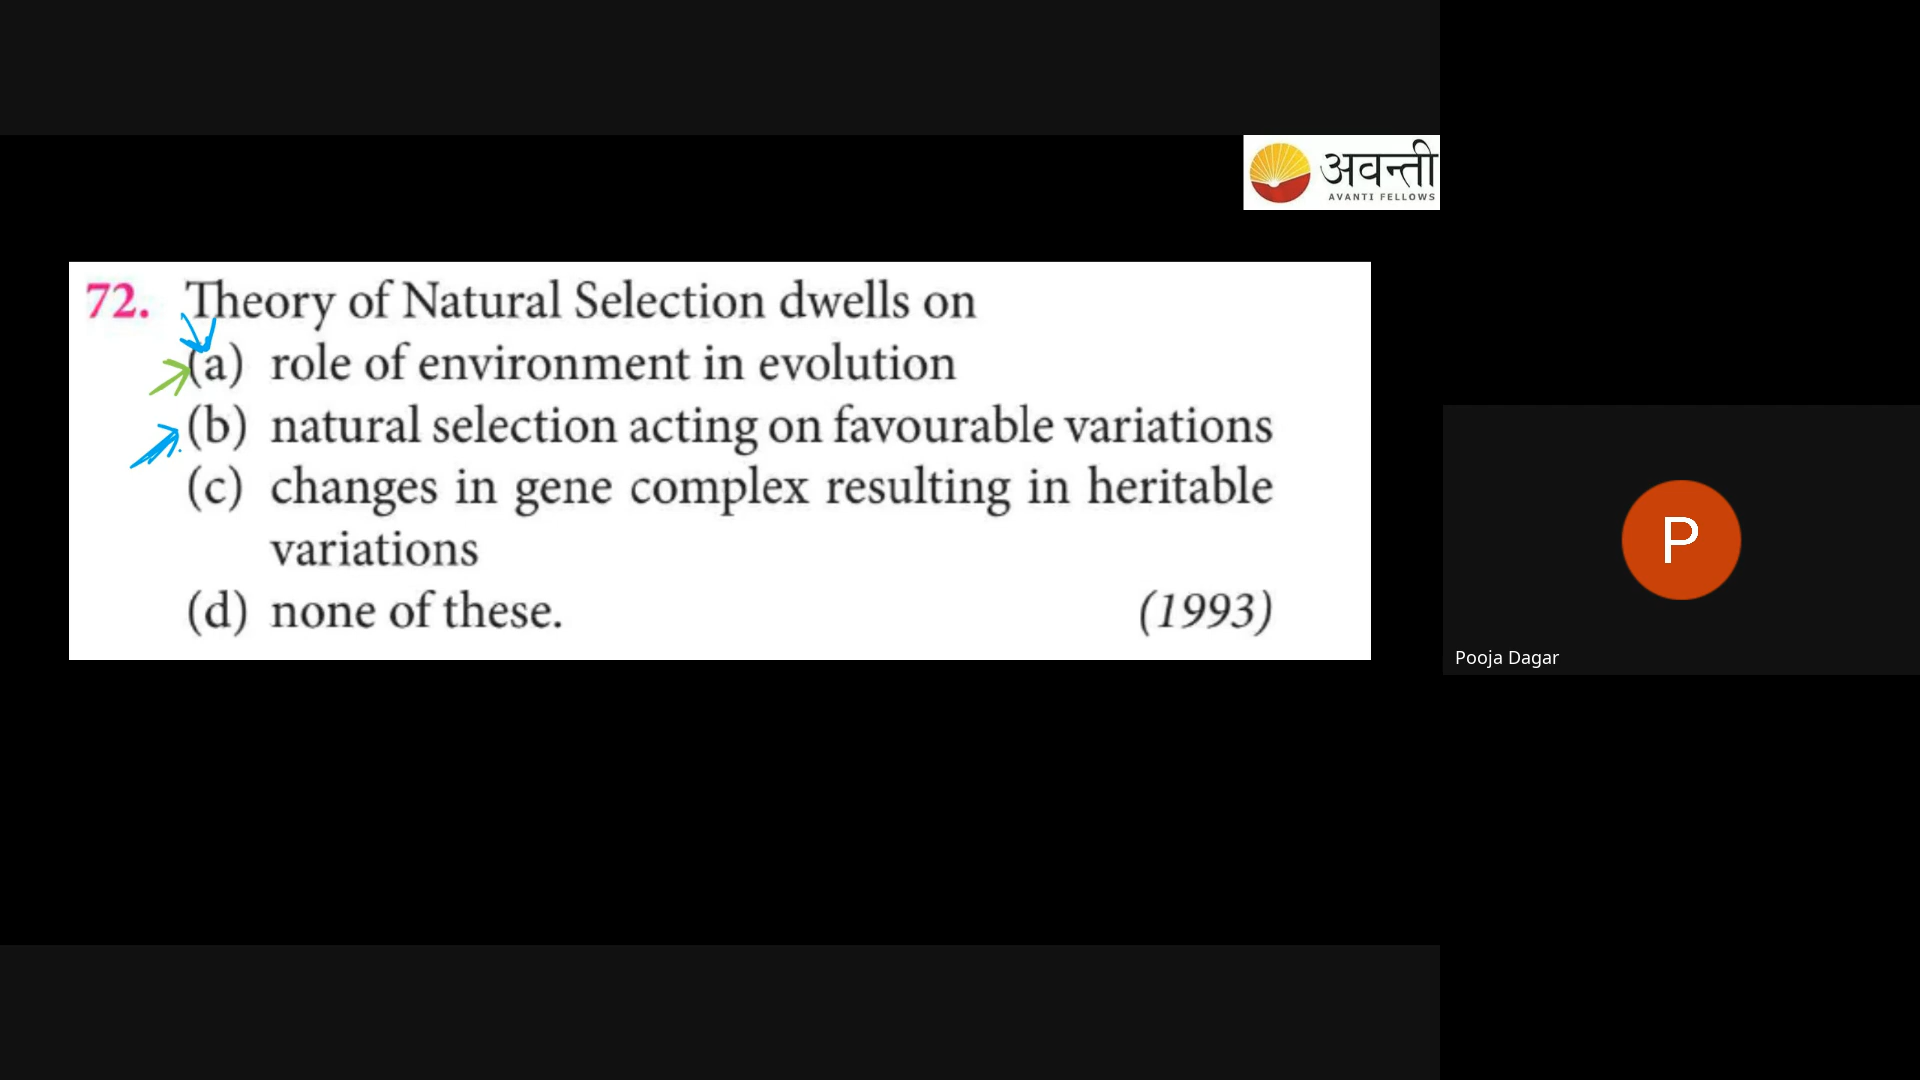 अवन्ती
AVANTI FELLOWS
72. Theory of Natural Selection dwells on
(a) role of environment in evolution
(b) natural selection acting on favourable variations
(c) changes in gene complex resulting in heritable
variations
(d) none of these. (1993)
P
Pooja Dagar